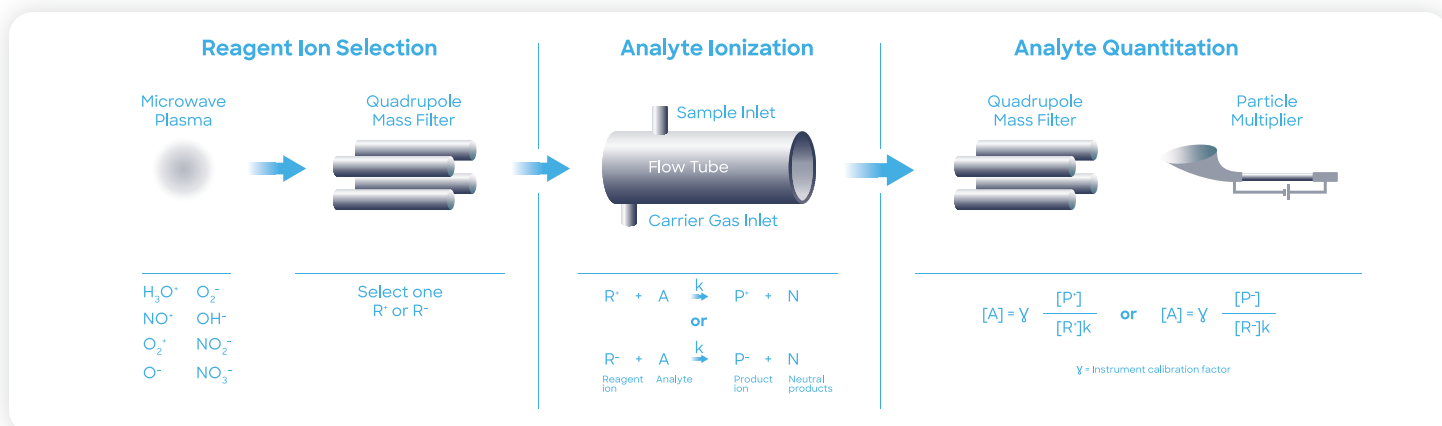 Reagent Ion Selection
Analyte Ionization
Analyte Quantitation
Microwave
Plasma
Quadrupole
Mass Filter
Sample Inlet
Flow Tube
Carrier Gas Inlet
Quadrupole
Mass Filter
Particle
Multiplier
H₃O⁺ O₂⁻
NO⁺ OH⁻
O₂⁺ NO₂⁻
O⁻ NO₃⁻
Select one
R⁺ or R⁻
k
R⁺ + A → P⁺ + N
or
k
R⁻ + A → P⁻ + N
Reagent ion
Analyte
Product ion
Neutral products
[A] = ɣ [P⁺] / [R⁺]k or [A] = ɣ [P⁻] / [R⁻]k
ɣ = Instrument calibration factor